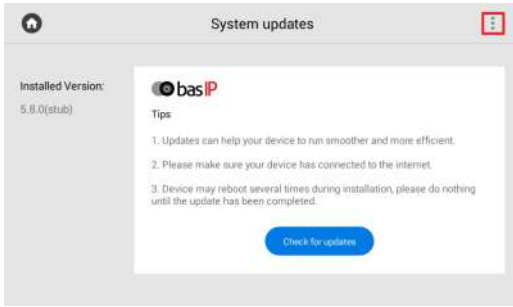 System updates
Installed Version:
5.8.0(stub)
basIP
Tips
1. Updates can help your device to run smoother and more efficient.
2. Please make sure your device has connected to the internet.
3. Device may reboot several times during installation, please do nothing
until the update has been completed.
Check for updates